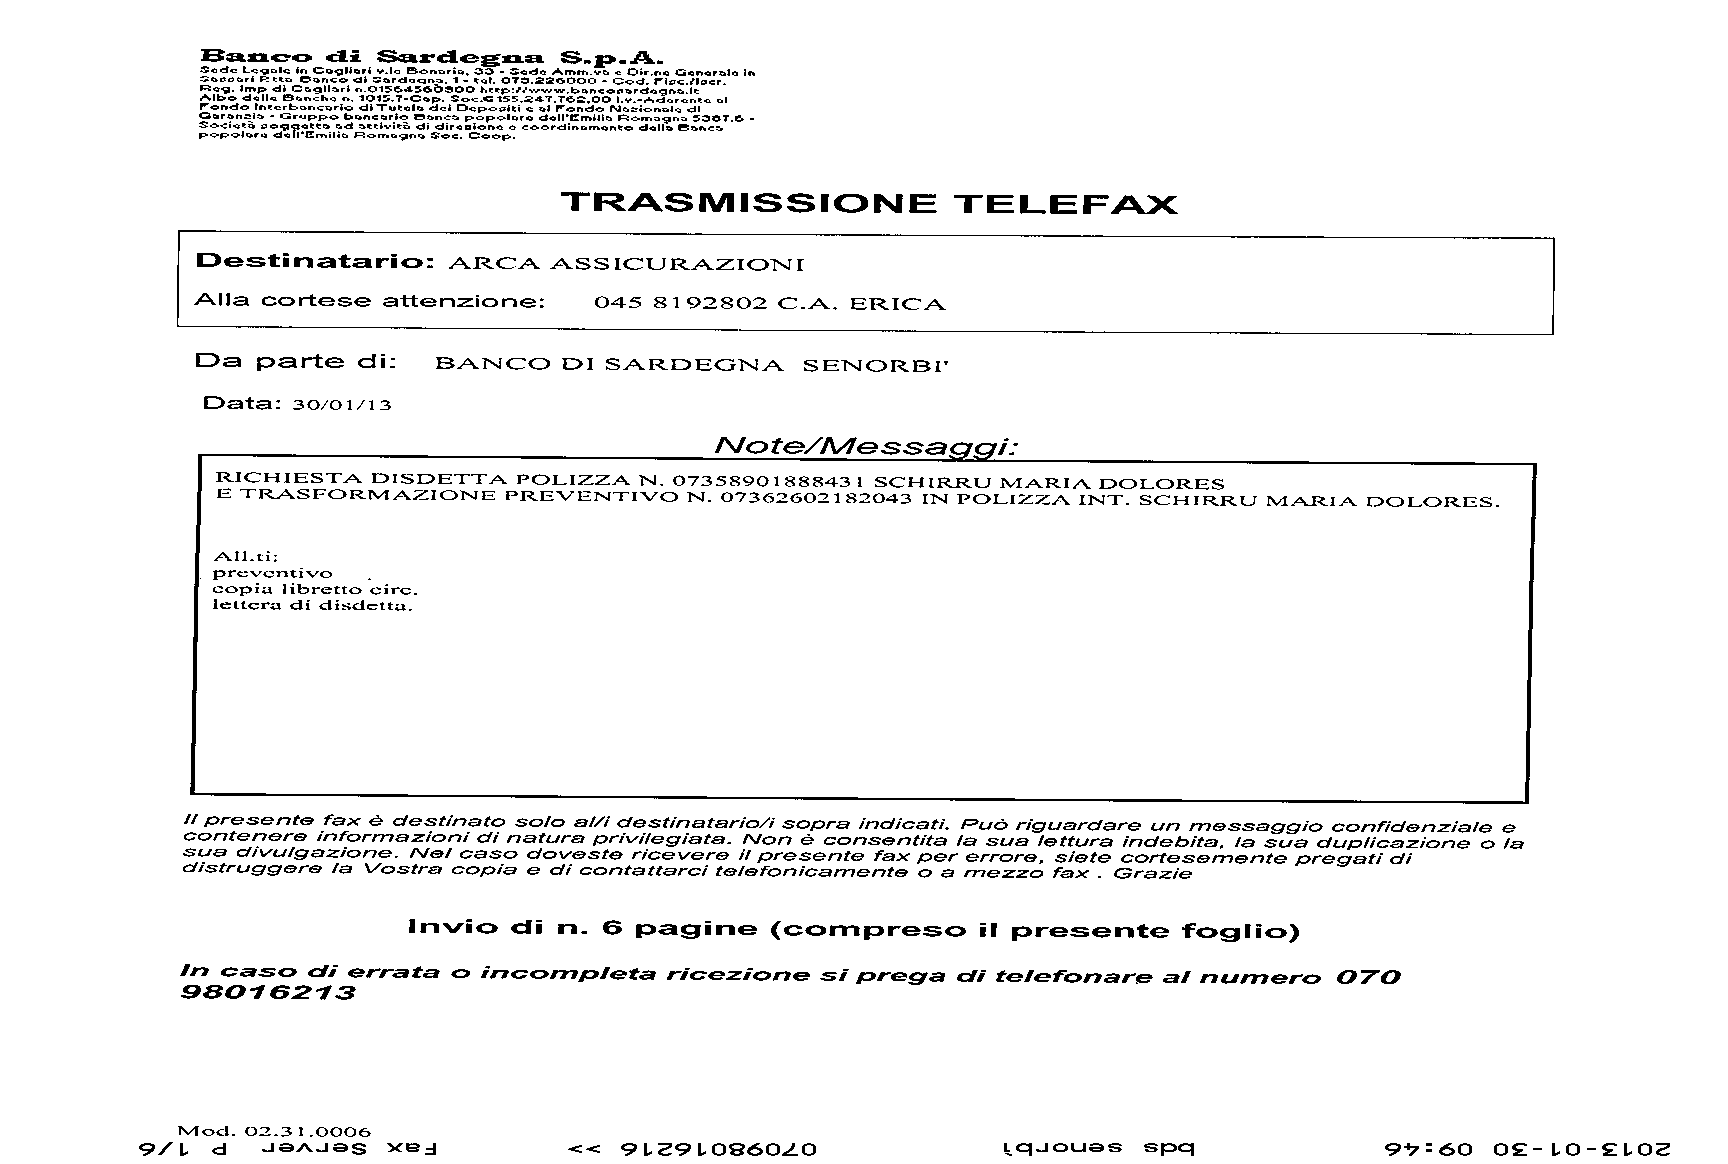 Banco di Sardegna S.p.A.
Sede Legale in Cagliari v.le Bonaria, 33 - Sede Amm.va e Dir.ne Generale in
Sassari P.tta Banco di Sardegna, 1 - tel. 079.226000 - Cod. Fisc./Iscr.
Reg. Imp di Cagliari n.01564560900 http://www.bancosardegna.it
Albo delle Banche n. 1015.7-Cap. Soc.€155.247.762,00 i.v.-Aderente al
Fondo Interbancario di Tutela dei Depositi e al Fondo Nazionale di
Garanzia - Gruppo bancario Banca popolare dell'Emilia Romagna 5387.6 -
Società soggetta ad attività di direzione e coordinamento della Banca
popolare dell'Emilia Romagna Soc. Coop.
TRASMISSIONE TELEFAX
Destinatario: ARCA ASSICURAZIONI
Alla cortese attenzione: 045 8192802 C.A. ERICA
Da parte di: BANCO DI SARDEGNA SENORBI'
Data: 30/01/13
Note/Messaggi:
RICHIESTA DISDETTA POLIZZA N. 07358901888431 SCHIRRU MARIA DOLORES
E TRASFORMAZIONE PREVENTIVO N. 07362602182043 IN POLIZZA INT. SCHIRRU MARIA DOLORES.
All.ti:
preventivo
copia libretto circ.
lettera di disdetta.
Il presente fax è destinato solo al/i destinatario/i sopra indicati. Può riguardare un messaggio confidenziale e
contenere informazioni di natura privilegiata. Non è consentita la sua lettura indebita, la sua duplicazione o la
sua divulgazione. Nel caso doveste ricevere il presente fax per errore, siete cortesemente pregati di
distruggere la Vostra copia e di contattarci telefonicamente o a mezzo fax . Grazie
Invio di n. 6 pagine (compreso il presente foglio)
In caso di errata o incompleta ricezione si prega di telefonare al numero 070
98016213
Mod. 02.31.0006
2013-01-30 09:46 bds senorbì 07098016216 >> Fax Server P 1/6